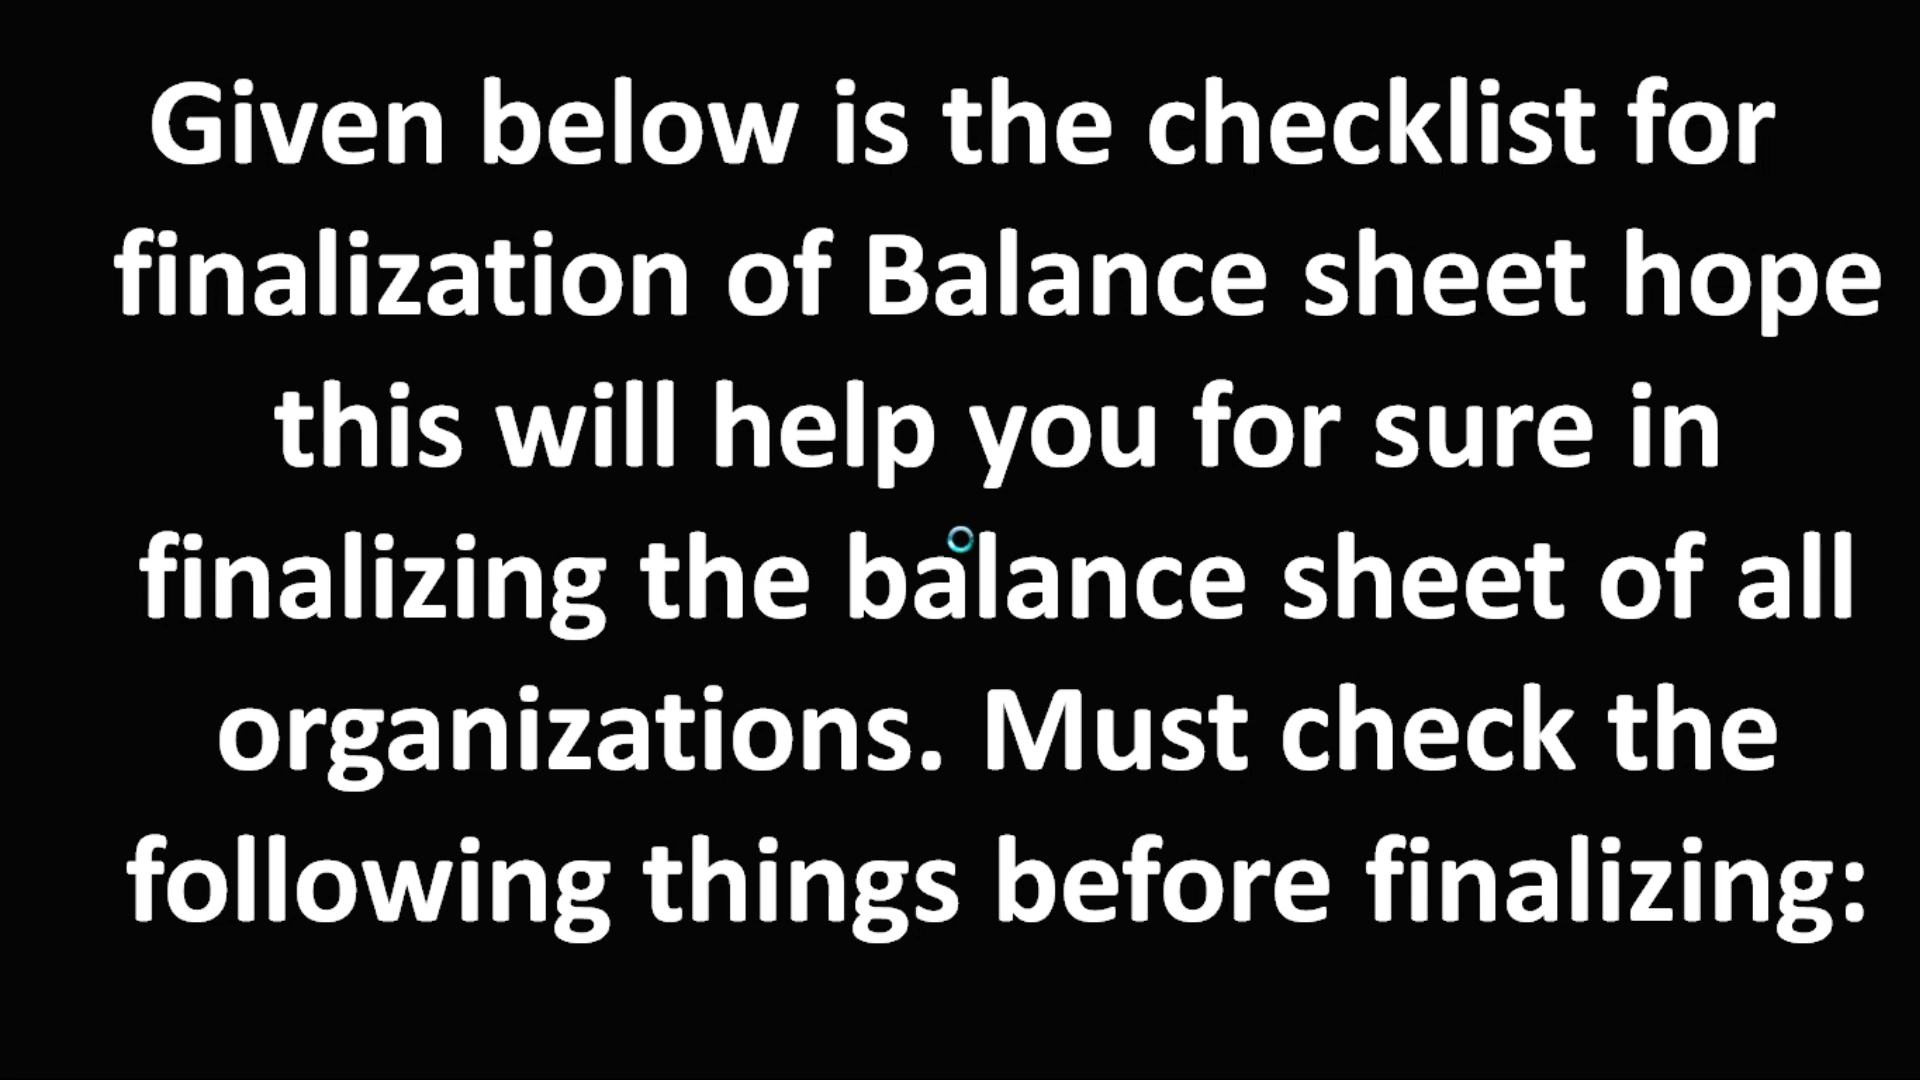 Given below is the checklist for
finalization of Balance sheet hope
this will help you for sure in
finalizing the balance sheet of all
organizations. Must check the
following things before finalizing: